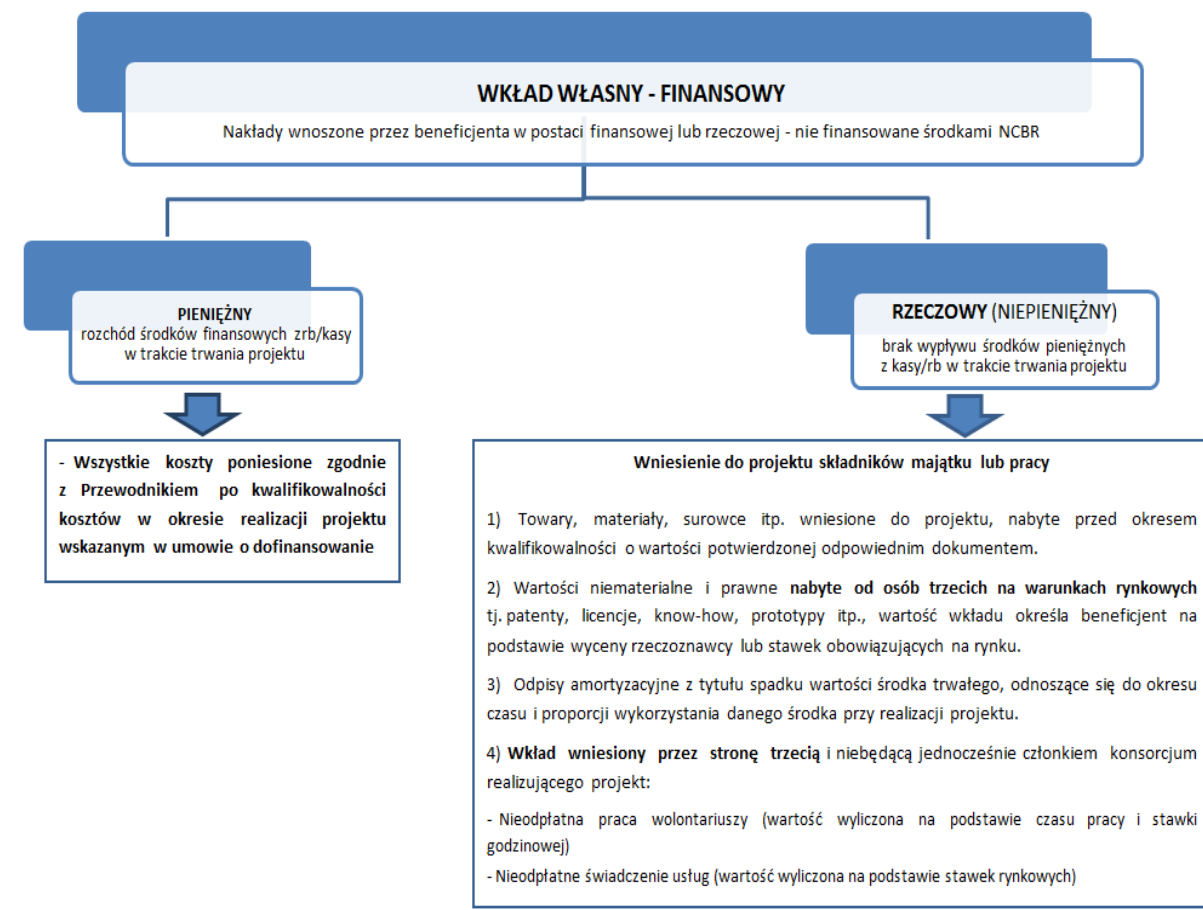 WKŁAD WŁASNY - FINANSOWY
Nakłady wnoszone przez beneficjenta w postaci finansowej lub rzeczowej - nie finansowane środkami NCBR
PIENIĘŻNY
rozchód środków finansowych zrb/kasy
w trakcie trwania projektu
- Wszystkie koszty poniesione zgodnie
z Przewodnikiem po kwalifikowalności
kosztów w okresie realizacji projektu
wskazanym w umowie o dofinansowanie
RZECZOWY (NIEPIENIĘŻNY)
brak wypływu środków pieniężnych
z kasy/rb w trakcie trwania projektu
Wniesienie do projektu składników majątku lub pracy
1) Towary, materiały, surowce itp. wniesione do projektu, nabyte przed okresem
kwalifikowalności o wartości potwierdzonej odpowiednim dokumentem.
2) Wartości niematerialne i prawne nabyte od osób trzecich na warunkach rynkowych
tj. patenty, licencje, know-how, prototypy itp., wartość wkładu określa beneficjent na
podstawie wyceny rzeczoznawcy lub stawek obowiązujących na rynku.
3) Odpisy amortyzacyjne z tytułu spadku wartości środka trwałego, odnoszące się do okresu
czasu i proporcji wykorzystania danego środka przy realizacji projektu.
4) Wkład wniesiony przez stronę trzecią i niebędącą jednocześnie członkiem konsorcjum
realizującego projekt:
- Nieodpłatna praca wolontariuszy (wartość wyliczona na podstawie czasu pracy i stawki
godzinowej)
- Nieodpłatne świadczenie usług (wartość wyliczona na podstawie stawek rynkowych)